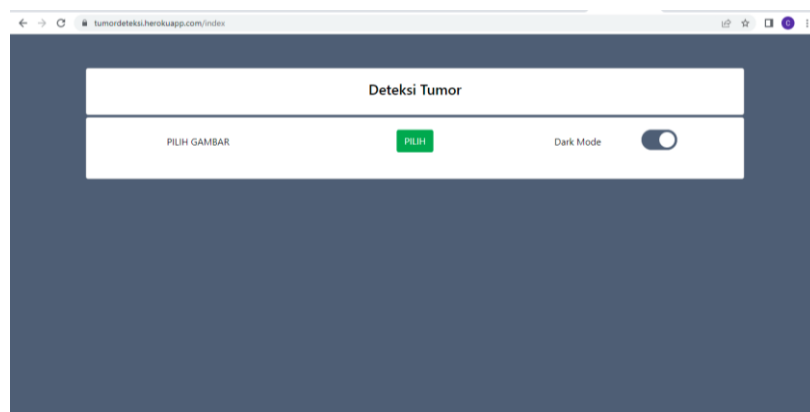 tumordeteksi.herokuapp.com/index
C
Deteksi Tumor
PILIH GAMBAR
PILIH
Dark Mode